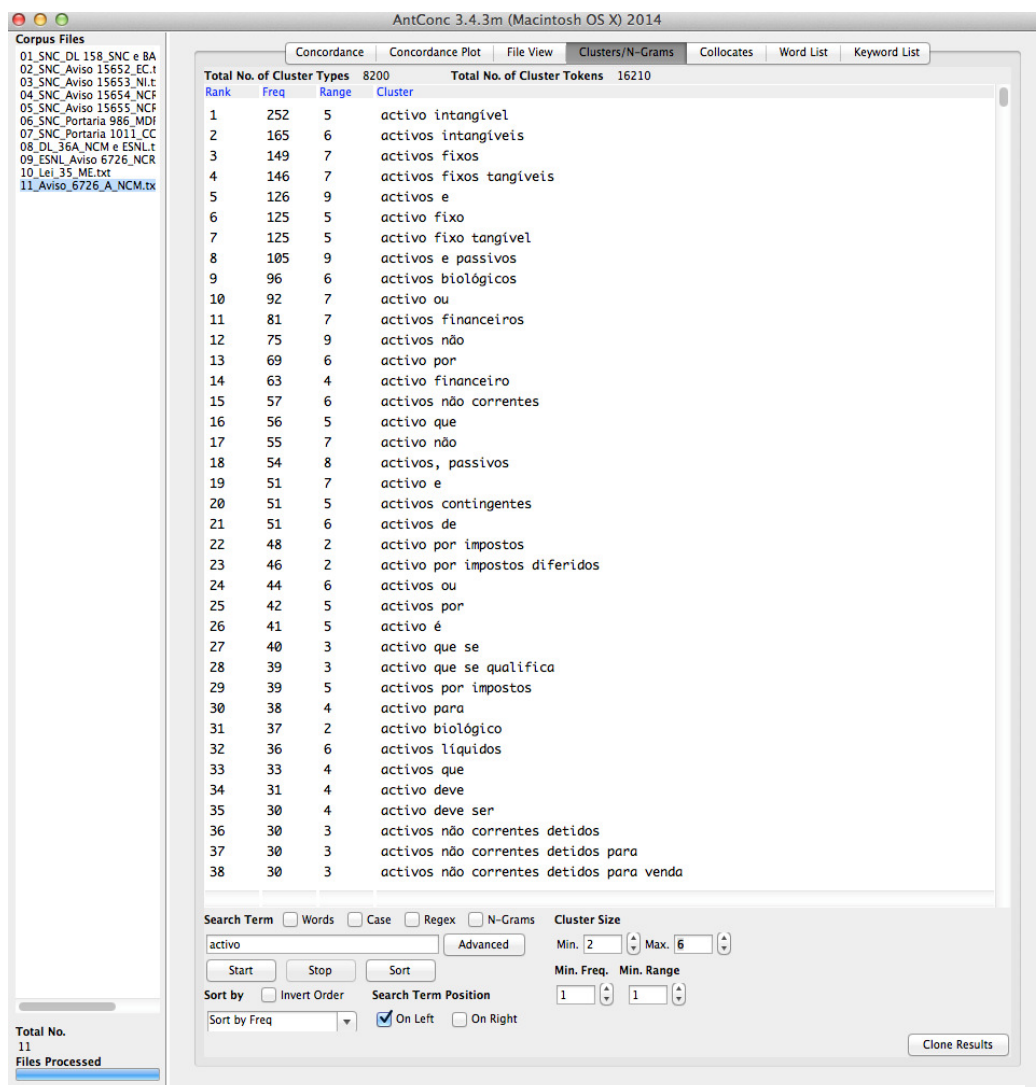 AntConc 3.4.3m (Macintosh OS X) 2014
Corpus Files
01_SNC_DL 158_SNC e BA
02_SNC_Aviso 15652_EC.t
03_SNC_Aviso 15653_NI.t
04_SNC_Aviso 15654_NCF
05_SNC_Aviso 15655_NCF
06_SNC_Portaria 986_MDF
07_SNC_Portaria 1011_CC
08_DL_36A_NCM e ESNL.t
09_ESNL_Aviso 6726_NCR
10_Lei_35_ME.txt
11_Aviso_6726_A_NCM.tx
Concordance Concordance Plot File View Clusters/N-Grams Collocates Word List Keyword List
Total No. of Cluster Types 8200 Total No. of Cluster Tokens 16210
Rank Freq Range Cluster
1 252 5 activo intangível
2 165 6 activos intangíveis
3 149 7 activos fixos
4 146 7 activos fixos tangíveis
5 126 9 activos e
6 125 5 activo fixo
7 125 5 activo fixo tangível
8 105 9 activos e passivos
9 96 6 activos biológicos
10 92 7 activo ou
11 81 7 activos financeiros
12 75 9 activos não
13 69 6 activo por
14 63 4 activo financeiro
15 57 6 activos não correntes
16 56 5 activo que
17 55 7 activo não
18 54 8 activos, passivos
19 51 7 activo e
20 51 5 activos contingentes
21 51 6 activos de
22 48 2 activo por impostos
23 46 2 activo por impostos diferidos
24 44 6 activos ou
25 42 5 activos por
26 41 5 activo é
27 40 3 activo que se
28 39 3 activo que se qualifica
29 39 5 activos por impostos
30 38 4 activo para
31 37 2 activo biológico
32 36 6 activos líquidos
33 33 4 activos que
34 31 4 activo deve
35 30 4 activo deve ser
36 30 3 activos não correntes detidos
37 30 3 activos não correntes detidos para
38 30 3 activos não correntes detidos para venda
Search Term Words Case Regex N-Grams Cluster Size
activo Advanced Min. 2 Max. 6
Start Stop Sort Min. Freq. Min. Range
Sort by Invert Order Search Term Position 1 1
Sort by Freq On Left On Right
Total No.
11
Files Processed
Clone Results